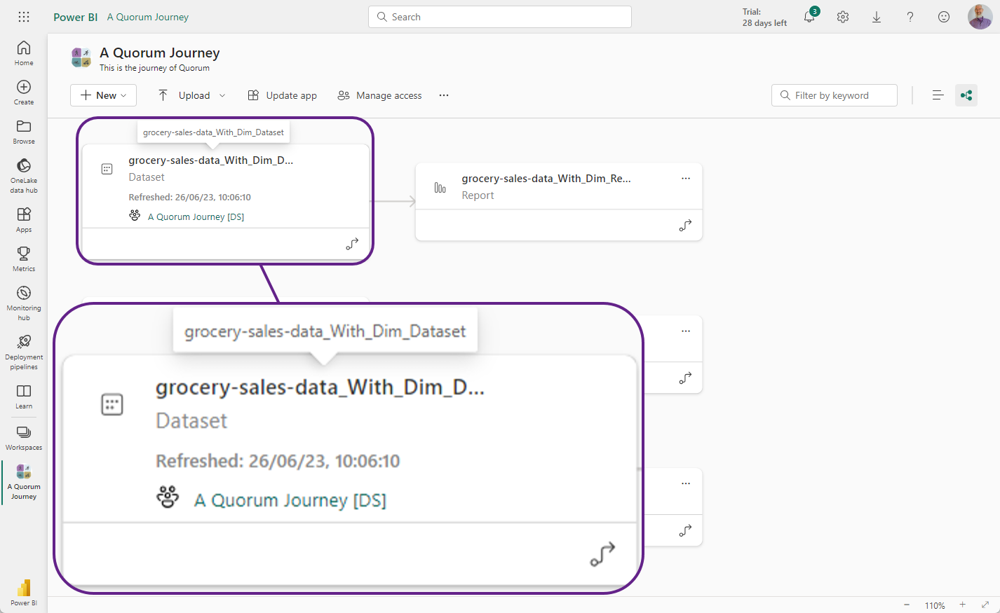 Power BI A Quorum Journey
Search
Trial:
28 days left
3
Home
Create
Browse
OneLake
data hub
Apps
Metrics
Monitoring
hub
Deployment
pipelines
Learn
Workspaces
A Quorum
Journey
Power BI
A Quorum Journey
This is the journey of Quorum
New
Upload
Update app
Manage access
Filter by keyword
grocery-sales-data_With_Dim_Dataset
grocery-sales-data_With_Dim_D...
Dataset
Refreshed: 26/06/23, 10:06:10
A Quorum Journey [DS]
grocery-sales-data_With_Dim_Re...
Report
grocery-sales-data_With_Dim_Dataset
grocery-sales-data_With_Dim_D...
Dataset
Refreshed: 26/06/23, 10:06:10
A Quorum Journey [DS]
110%